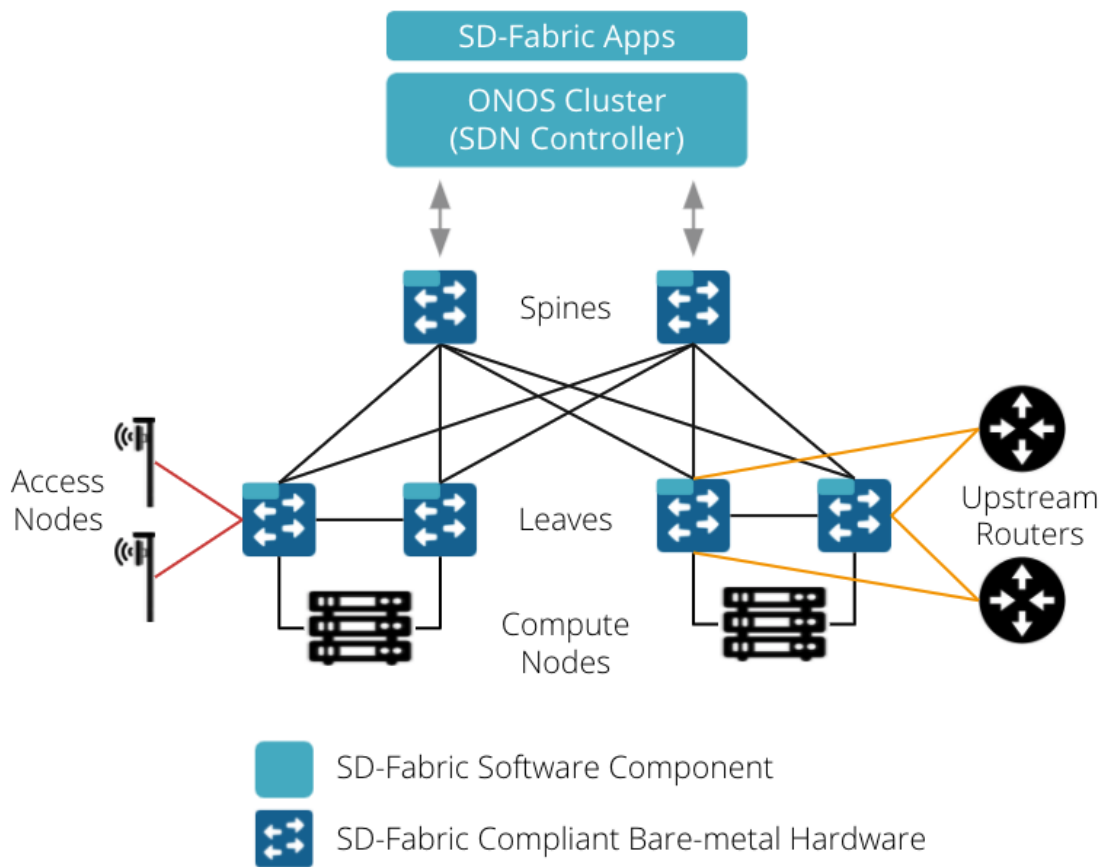 SD-Fabric Apps
ONOS Cluster
(SDN Controller)
Spines
Access
Nodes
Leaves
Upstream
Routers
Compute
Nodes
SD-Fabric Software Component
SD-Fabric Compliant Bare-metal Hardware